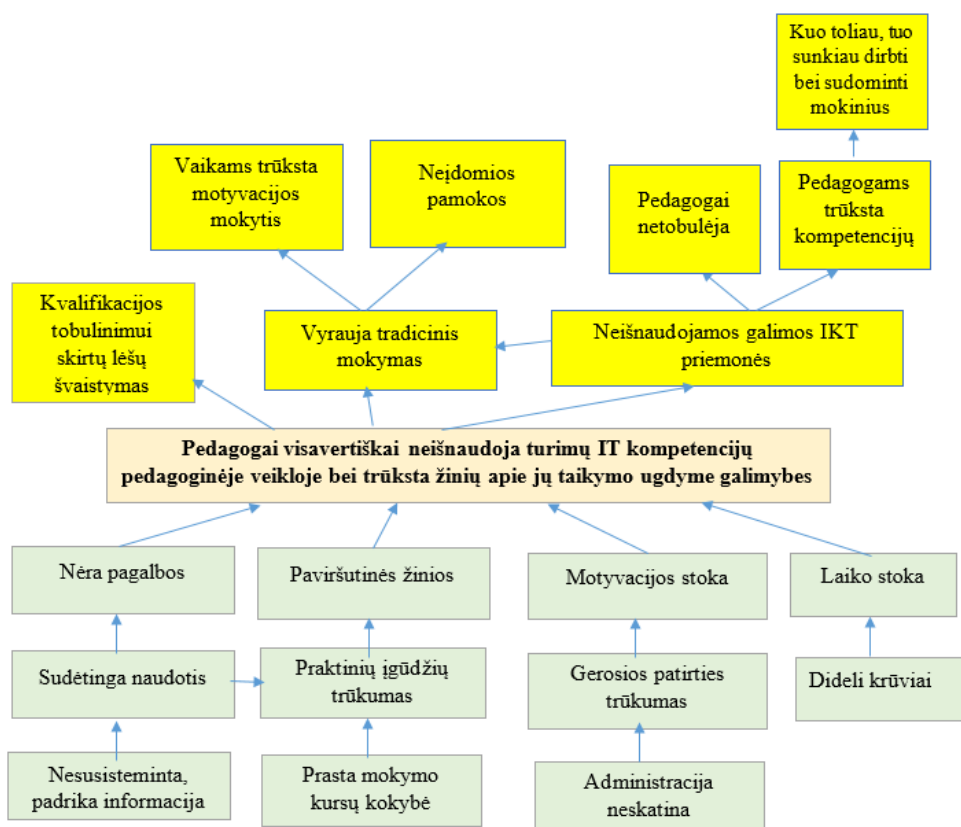 Kuo toliau, tuo
sunkiau dirbti
bei sudominti
mokinius
Vaikams trūksta
motyvacijos
mokytis
Neįdomios
pamokos
Pedagogai
netobulėja
Pedagogams
trūksta
kompetencijų
Kvalifikacijos
tobulinimui
skirtų lėšų
švaistymas
Vyrauja tradicinis
mokymas
Neišnaudojamos galimos IKT
priemonės
Pedagogai visavertiškai neišnaudoja turimų IT kompetencijų
pedagoginėje veikloje bei trūksta žinių apie jų taikymo ugdyme galimybes
Nėra pagalbos
Paviršutinės žinios
Motyvacijos stoka
Laiko stoka
Sudėtinga naudotis
Praktinių įgūdžių
trūkumas
Gerosios patirties
trūkumas
Dideli krūviai
Nesusisteminta,
padrika informacija
Prasta mokymo
kursų kokybė
Administracija
neskatina